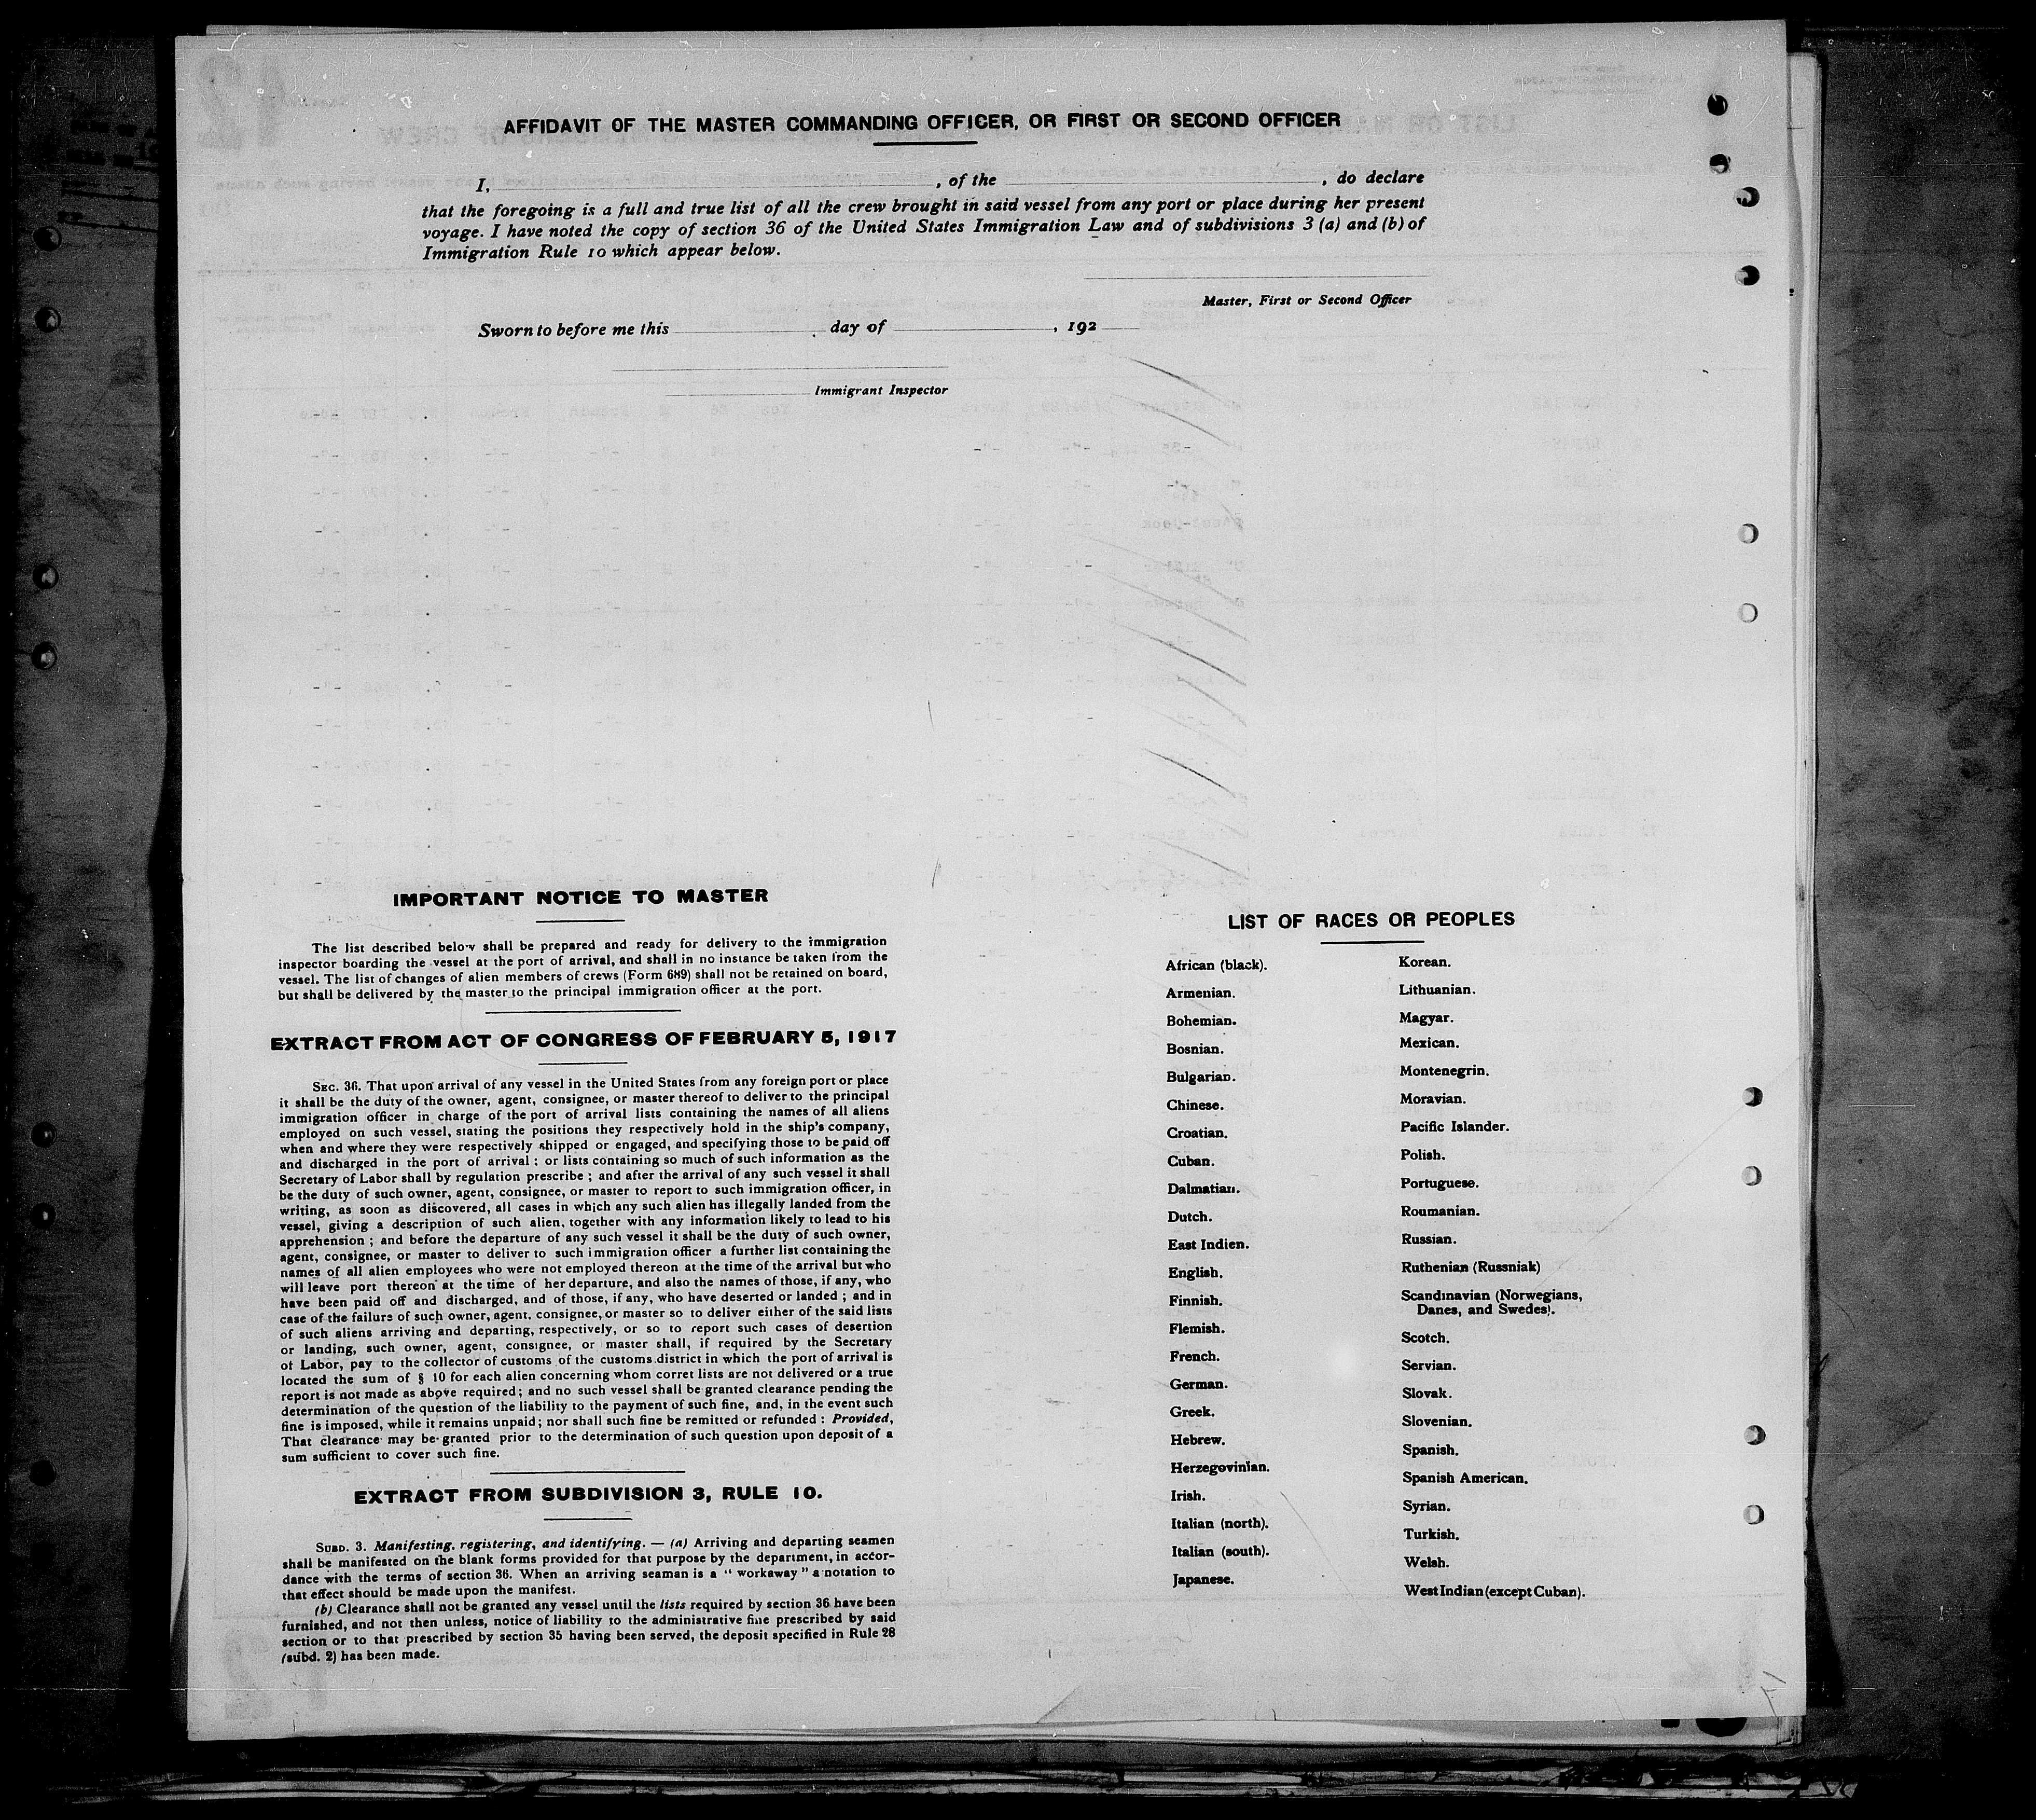 AFFIDAVIT OF THE MASTER COMMANDING OFFICER, OR FIRST OR SECOND OFFICER
I, , of the , do declare
that the foregoing is a full and true list of all the crew brought in said vessel from any port or place during her present
voyage. I have noted the copy of section 36 of the United States Immigration Law and of subdivisions 3 (a) and (b) of
Immigration Rule 10 which appear below.
Master, First or Second Officer
Sworn to before me this day of , 192
Immigrant Inspector
IMPORTANT NOTICE TO MASTER
The list described below shall be prepared and ready for delivery to the immigration
inspector boarding the vessel at the port of arrival, and shall in no instance be taken from the
vessel. The list of changes of alien members of crews (Form 689) shall not be retained on board,
but shall be delivered by the master to the principal immigration officer at the port.
EXTRACT FROM ACT OF CONGRESS OF FEBRUARY 5, 1917
SEC. 36. That upon arrival of any vessel in the United States from any foreign port or place
it shall be the duty of the owner, agent, consignee, or master thereof to deliver to the principal
immigration officer in charge of the port of arrival lists containing the names of all aliens
employed on such vessel, stating the positions they respectively hold in the ship's company,
when and where they were respectively shipped or engaged, and specifying those to be paid off
and discharged in the port of arrival ; or lists containing so much of such information as the
Secretary of Labor shall by regulation prescribe ; and after the arrival of any such vessel it shall
be the duty of such owner, agent, consignee, or master to report to such immigration officer, in
writing, as soon as discovered, all cases in which any such alien has illegally landed from the
vessel, giving a description of such alien, together with any information likely to lead to his
apprehension ; and before the departure of any such vessel it shall be the duty of such owner,
agent, consignee, or master to deliver to such immigration officer a further list containing the
names of all alien employees who were not employed thereon at the time of the arrival but who
will leave port thereon at the time of her departure, and also the names of those, if any, who
have been paid off and discharged, and of those, if any, who have deserted or landed ; and in
case of the failure of such owner, agent, consignee, or master so to deliver either of the said lists
of such aliens arriving and departing, respectively, or so to report such cases of desertion
or landing, such owner, agent, consignee, or master shall, if required by the Secretary
of Labor, pay to the collector of customs of the customs district in which the port of arrival is
located the sum of § 10 for each alien concerning whom corret lists are not delivered or a true
report is not made as above required ; and no such vessel shall be granted clearance pending the
determination of the question of the liability to the payment of such fine, and, in the event such
fine is imposed, while it remains unpaid ; nor shall such fine be remitted or refunded : Provided,
That clearance may be granted prior to the determination of such question upon deposit of a
sum sufficient to cover such fine.
EXTRACT FROM SUBDIVISION 3, RULE 10.
SUBD. 3. Manifesting, registering, and identifying. — (a) Arriving and departing seamen
shall be manifested on the blank forms provided for that purpose by the department, in accor-
dance with the terms of section 36. When an arriving seaman is a " workaway " a notation to
that effect should be made upon the manifest.
(b) Clearance shall not be granted any vessel until the lists required by section 36 have been
furnished, and not then unless, notice of liability to the administrative fine prescribed by said
section or to that prescribed by section 35 having been served, the deposit specified in Rule 28
(subd. 2) has been made.
LIST OF RACES OR PEOPLES
African (black).
Armenian.
Bohemian.
Bosnian.
Bulgarian.
Chinese.
Croatian.
Cuban.
Dalmatian.
Dutch.
East Indien.
English.
Finnish.
Flemish.
French.
German.
Greek.
Hebrew.
Herzegovinian.
Irish.
Italian (north).
Italian (south).
Japanese.
Korean.
Lithuanian.
Magyar.
Mexican.
Montenegrin.
Moravian.
Pacific Islander.
Polish.
Portuguese.
Roumanian.
Russian.
Ruthenian (Russniak)
Scandinavian (Norwegians,
Danes, and Swedes).
Scotch.
Servian.
Slovak.
Slovenian.
Spanish.
Spanish American.
Syrian.
Turkish.
Welsh.
West Indian (except Cuban).